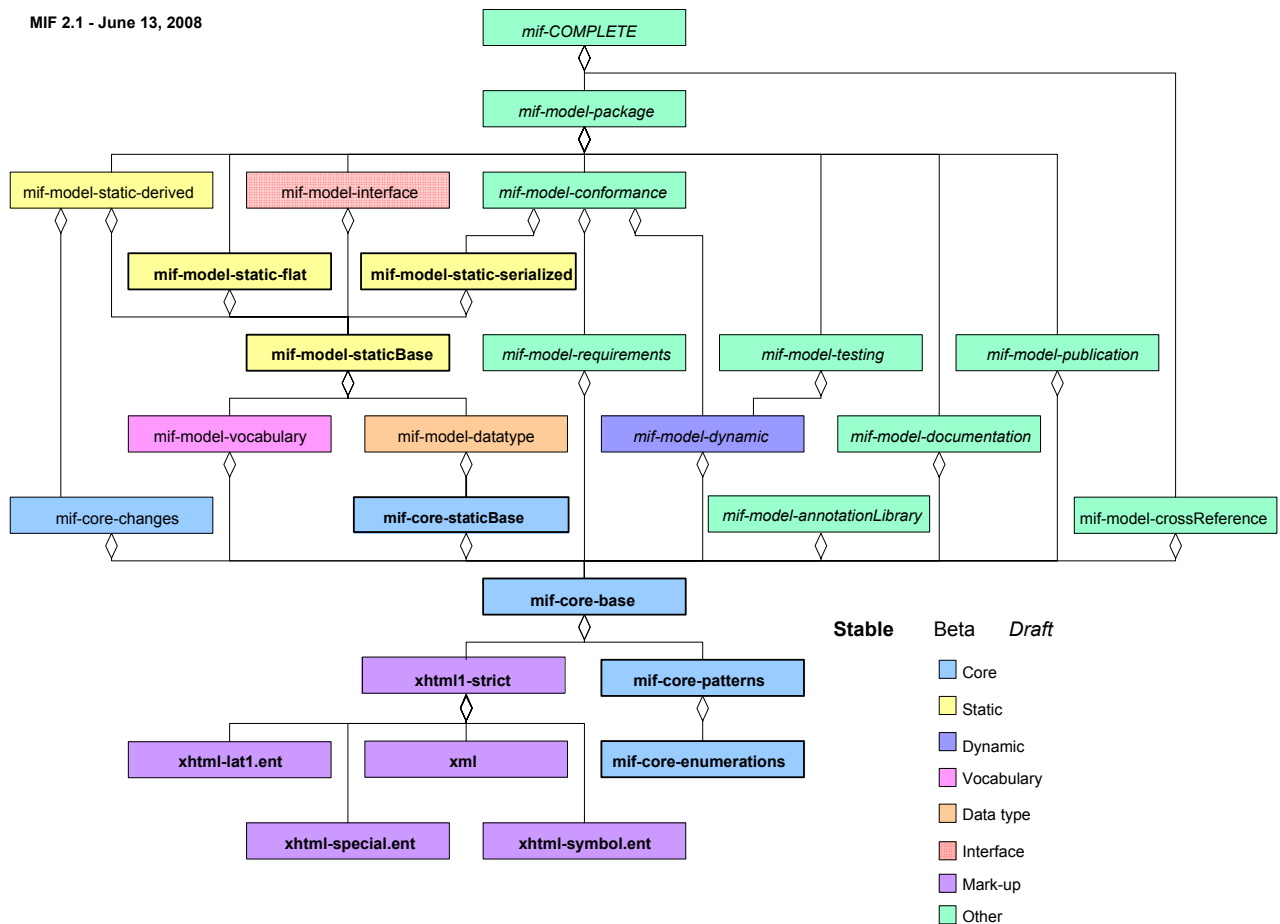 MIF 2.1 - June 13, 2008
mif-COMPLETE
mif-model-package
mif-model-static-derived
mif-model-interface
mif-model-conformance
mif-model-static-flat
mif-model-static-serialized
mif-model-staticBase
mif-model-requirements
mif-model-testing
mif-model-publication
mif-model-vocabulary
mif-model-datatype
mif-model-dynamic
mif-model-documentation
mif-core-changes
mif-core-staticBase
mif-model-annotationLibrary
mif-model-crossReference
mif-core-base
Stable Beta Draft
xhtml1-strict
mif-core-patterns
Core
Static
xhtml-lat1.ent
xml
mif-core-enumerations
Dynamic
Vocabulary
Data type
xhtml-special.ent
xhtml-symbol.ent
Interface
Mark-up
Other